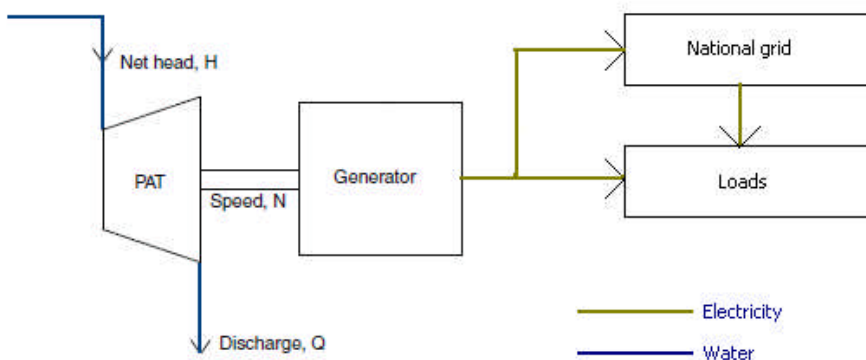 Net head, H
National grid
PAT
Generator
Loads
Speed, N
Discharge, Q
Electricity
Water